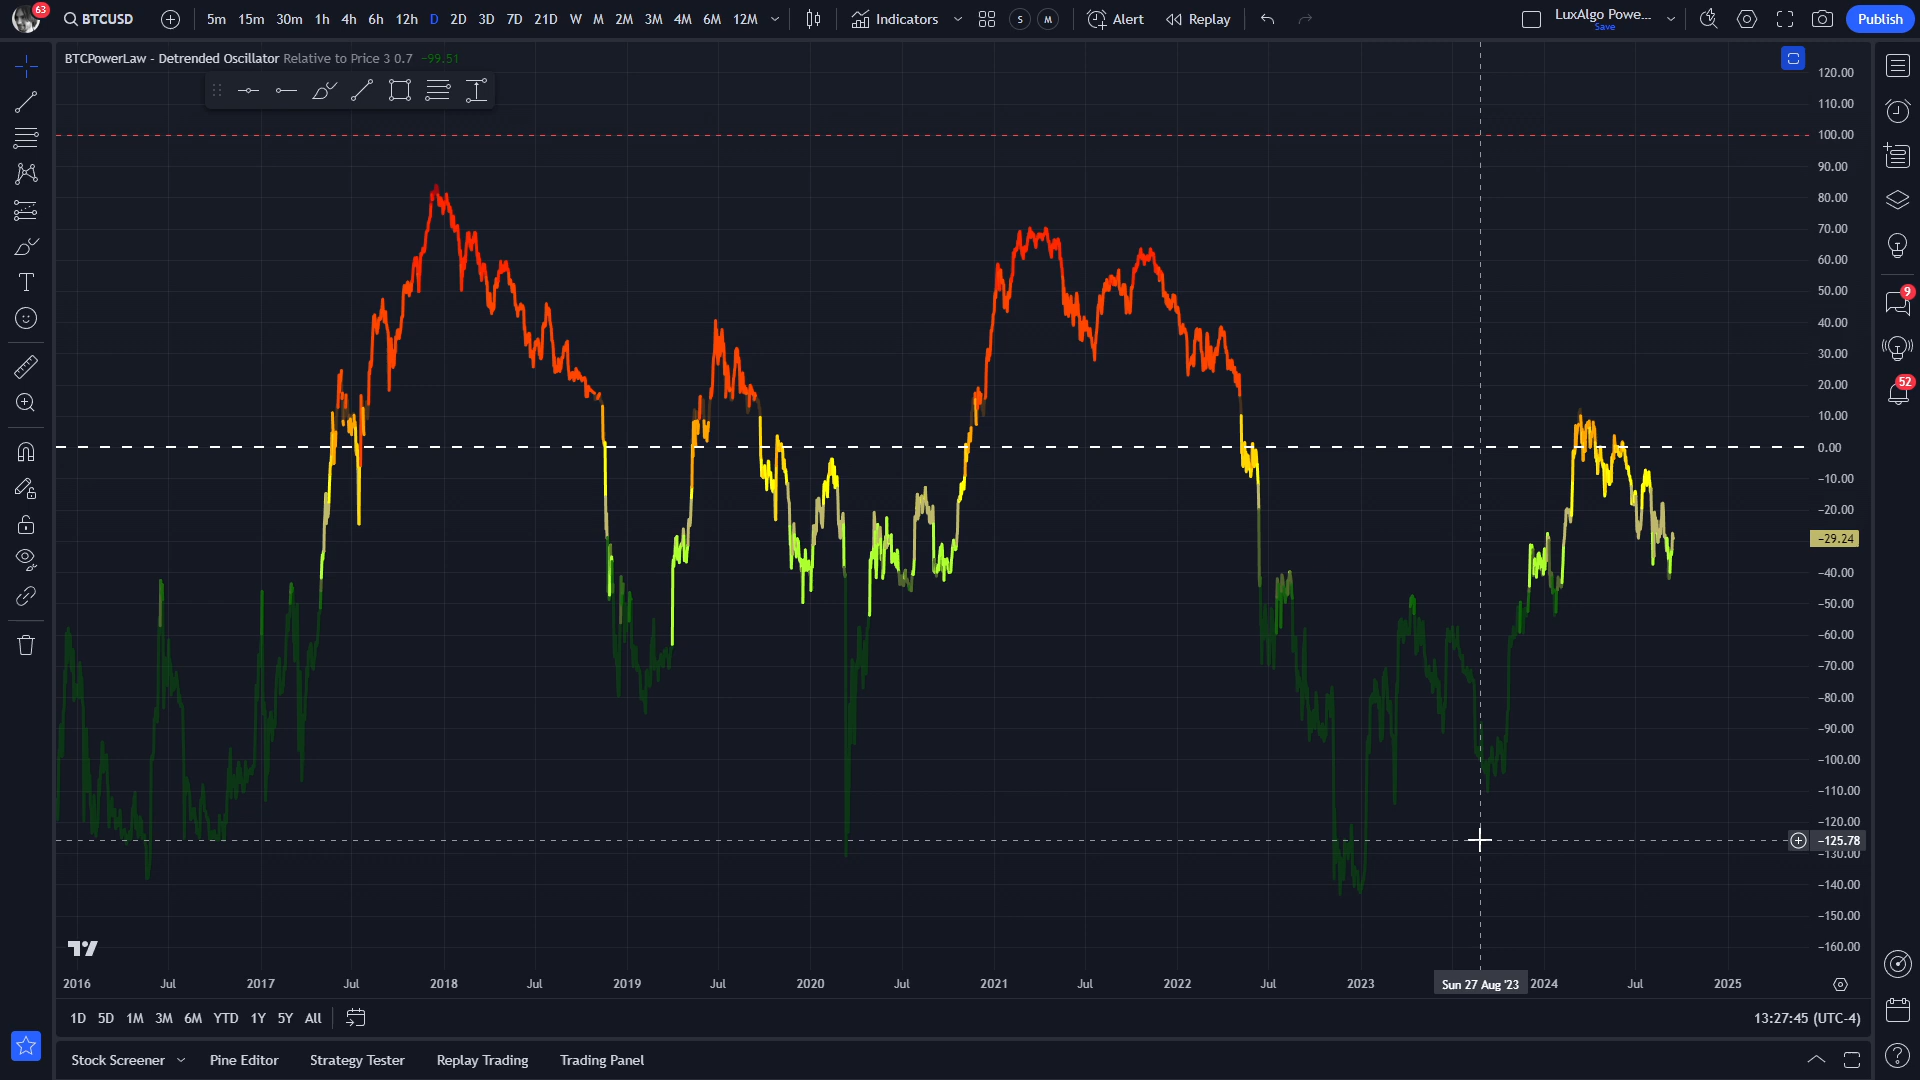 63
BTCUSD
5m 15m 30m 1h 4h 6h 12h D 2D 3D 7D 21D W M 2M 3M 4M 6M 12M
Indicators
S M
Alert
Replay
LuxAlgo Powe...
Save
Publish
BTCPowerLaw - Detrended Oscillator Relative to Price 3 0.7 −99.51
120.00
110.00
100.00
90.00
80.00
70.00
60.00
50.00
40.00
30.00
20.00
10.00
0.00
−10.00
−20.00
−29.24
−40.00
−50.00
−60.00
−70.00
−80.00
−90.00
−100.00
−110.00
−120.00
−125.78
−130.00
−140.00
−150.00
−160.00
9
52
2016 Jul 2017 Jul 2018 Jul 2019 Jul 2020 Jul 2021 Jul 2022 Jul 2023 Sun 27 Aug '23 2024 Jul 2025
1D 5D 1M 3M 6M YTD 1Y 5Y All
13:27:45 (UTC-4)
Stock Screener Pine Editor Strategy Tester Replay Trading Trading Panel